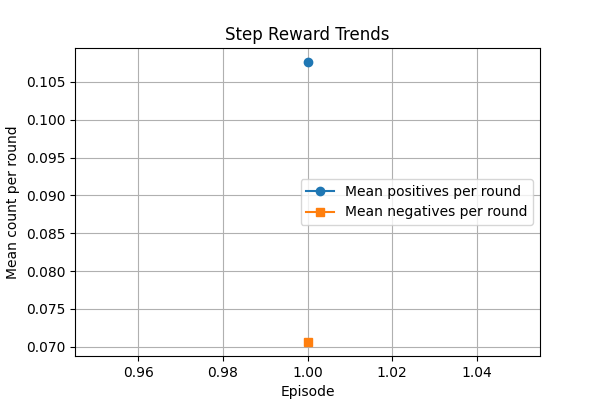 Step Reward Trends
Mean count per round
0.105
0.100
0.095
0.090
0.085
0.080
0.075
0.070
Mean positives per round
Mean negatives per round
0.96 0.98 1.00 1.02 1.04
Episode